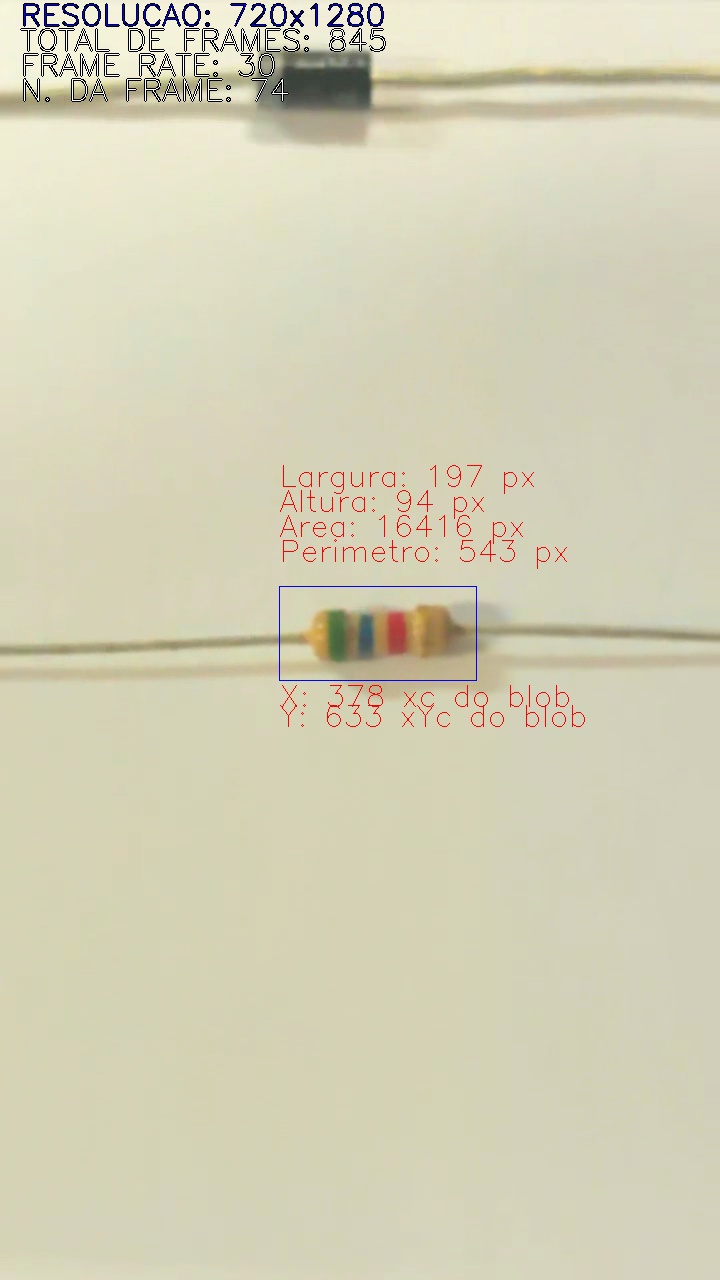 RESOLUCAO: 720x1280
TOTAL DE FRAMES: 845
FRAME RATE: 30
N. DA FRAME: 74
Largura: 197 px
Altura: 94 px
Area: 16416 px
Perimetro: 543 px
X: 378 xc do blob
Y: 633 xYc do blob